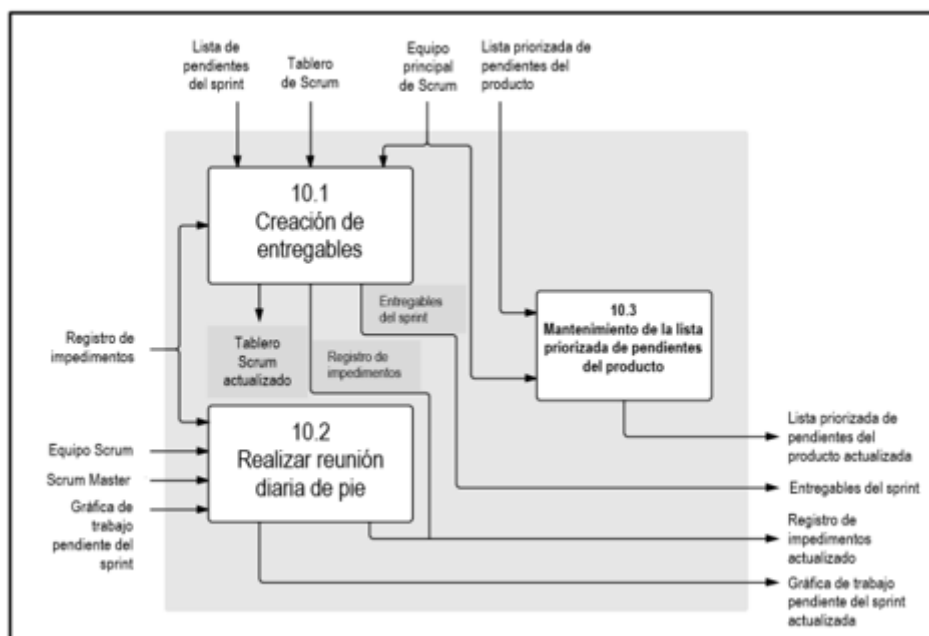 Lista de
pendientes
del sprint
Tablero
de Scrum
Equipo
principal
de Scrum
Lista priorizada de
pendientes del
producto
10.1
Creación de
entregables
Entregables
del sprint
10.3
Mantenimiento de la lista
priorizada de pendientes
del producto
Registro de
impedimentos
Tablero
Scrum
actualizado
Registro de
impedimentos
10.2
Realizar reunión
diaria de pie
Equipo Scrum
Scrum Master
Gráfica de
trabajo
pendiente del
sprint
Lista priorizada de
pendientes del
producto actualizada
Entregables del sprint
Registro de
impedimentos
actualizado
Gráfica de trabajo
pendiente del sprint
actualizada